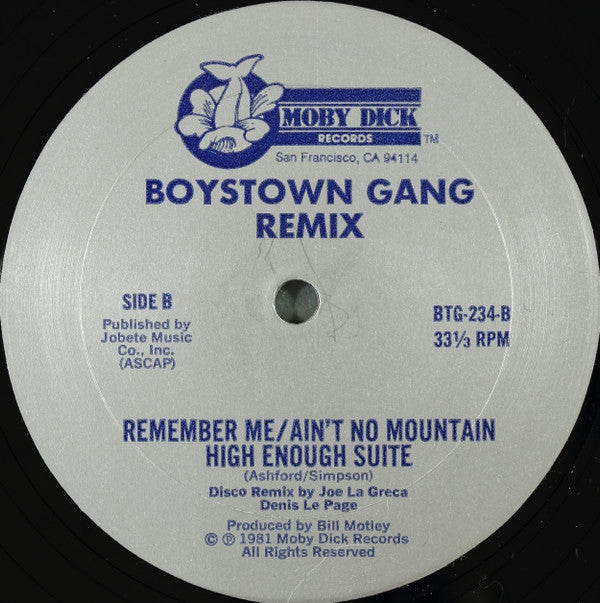 MOBY DICK
RECORDS
TM
San Francisco, CA 94114
BOYSTOWN GANG
REMIX
SIDE B
Published by
Jobete Music
Co., Inc.
(ASCAP)
BTG-234-B
33⅓ RPM
REMEMBER ME/AIN'T NO MOUNTAIN
HIGH ENOUGH SUITE
(Ashford/Simpson)
Disco Remix by Joe La Greca
Denis Le Page
Produced by Bill Motley
© ℗ 1981 Moby Dick Records
All Rights Reserved